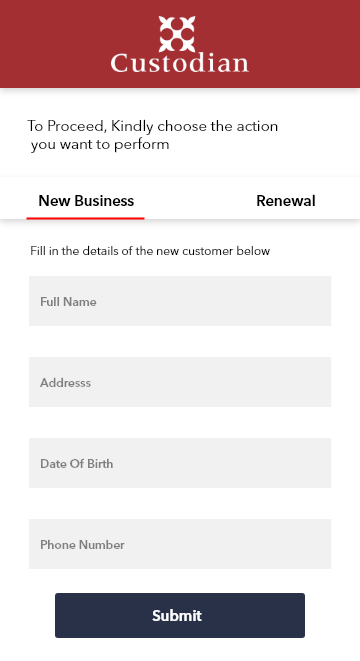 Custodian
To Proceed, Kindly choose the action
you want to perform
New Business
Renewal
Fill in the details of the new customer below
Full Name
Addresss
Date Of Birth
Phone Number
Submit